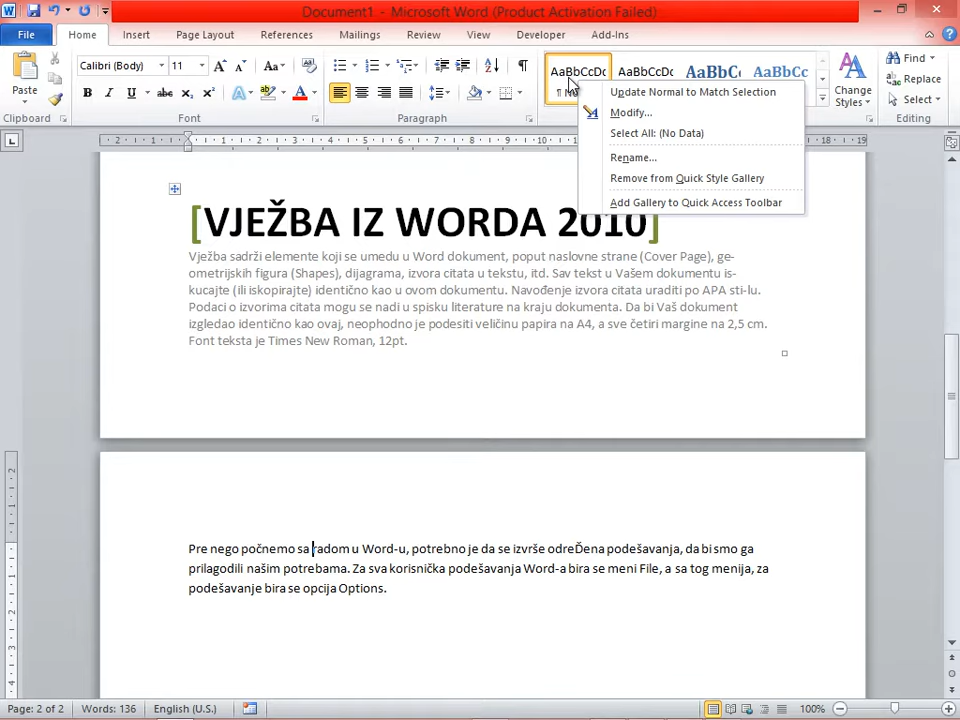 Document1 - Microsoft Word (Product Activation Failed)
File Home Insert Page Layout References Mailings Review View Developer Add-Ins
Calibri (Body) 11
Paste
Clipboard Font Paragraph
AaBbCcDc AaBbCcDc AaBbC AaBbCc
Change Styles
Find
Replace
Select
Editing
Update Normal to Match Selection
Modify...
Select All: (No Data)
Rename...
Remove from Quick Style Gallery
Add Gallery to Quick Access Toolbar
[VJEŽBA IZ WORDA 2010]
Vježba sadrži elemente koji se umedu u Word dokument, poput naslovne strane (Cover Page), ge-
ometrijskih figura (Shapes), dijagrama, izvora citata u tekstu, itd. Sav tekst u Vašem dokumentu is-
kucajte (ili iskopirajte) identično kao u ovom dokumentu. Navođenje izvora citata uraditi po APA sti-lu.
Podaci o izvorima citata mogu se nadi u spisku literature na kraju dokumenta. Da bi Vaš dokument
izgledao identično kao ovaj, neophodno je podesiti veličinu papira na A4, a sve četiri margine na 2,5 cm.
Font teksta je Times New Roman, 12pt.
Pre nego počnemo sa radom u Word-u, potrebno je da se izvrše odreĎena podešavanja, da bi smo ga
prilagodili našim potrebama. Za sva korisnička podešavanja Word-a bira se meni File, a sa tog menija, za
podešavanje bira se opcija Options.
Page: 2 of 2 Words: 136 English (U.S.) 100%